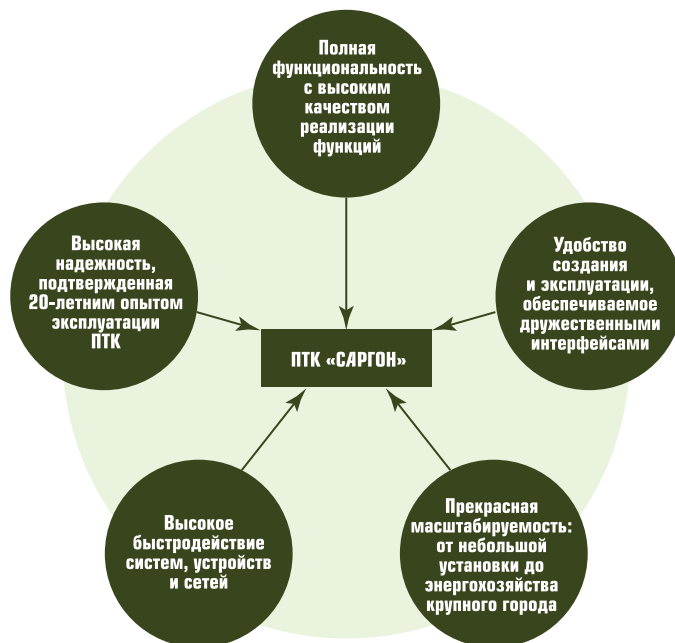 Полная
функциональность
с высоким
качеством
реализации
функций
Высокая
надежность,
подтвержденная
20-летним опытом
эксплуатации
ПТК
Удобство
создания
и эксплуатации,
обеспечиваемое
дружественными
интерфейсами
ПТК «САРГОН»
Высокое
быстродействие
систем, устройств
и сетей
Прекрасная
масштабируемость:
от небольшой
установки до
энергохозяйства
крупного города